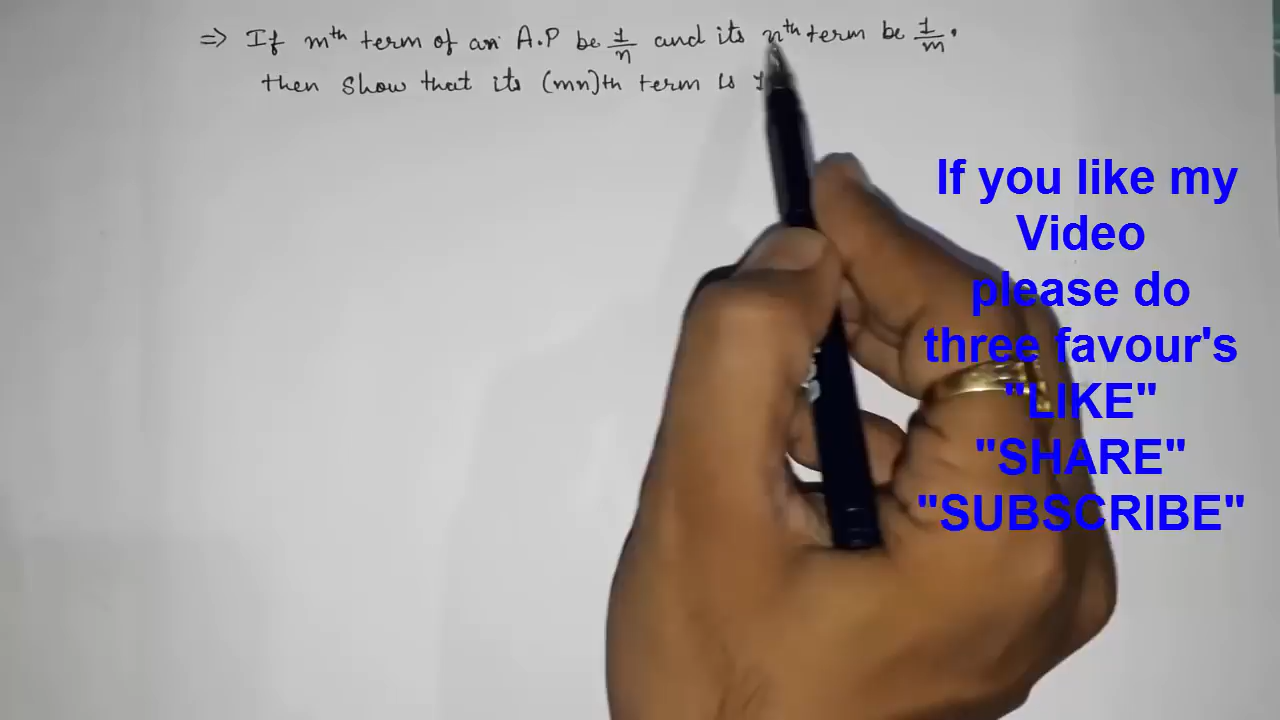 ⇒ If mth term of an A.P be 1/n and its nth term be 1/m.
then Show that its (mn)th term is 1
If you like my
Video
please do
three favour's
"LIKE"
"SHARE"
"SUBSCRIBE"